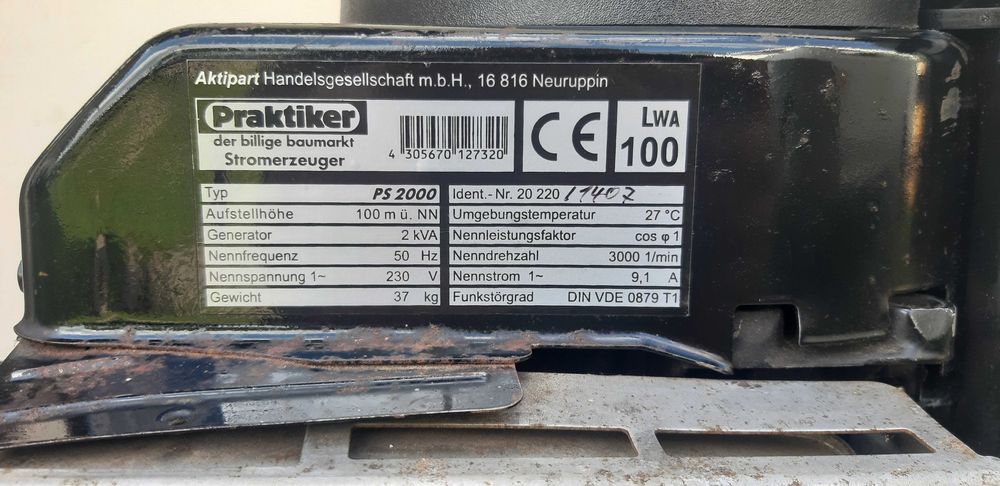 Aktipart Handelsgesellschaft m.b.H., 16 816 Neuruppin
Praktiker
der billige baumarkt
Stromerzeuger
4 305670 127320
CE
LWA
100
Typ PS 2000
Ident.- Nr. 20 220 / 1407
Aufstellhöhe 100 m ü. NN
Umgebungstemperatur 27 °C
Generator 2 kVA
Nennleistungsfaktor cos φ 1
Nennfrequenz 50 Hz
Nenndrehzahl 3000 1/min
Nennspannung 1~ 230 V
Nennstrom 1~ 9,1 A
Gewicht 37 kg
Funkstörgrad DIN VDE 0879 T1